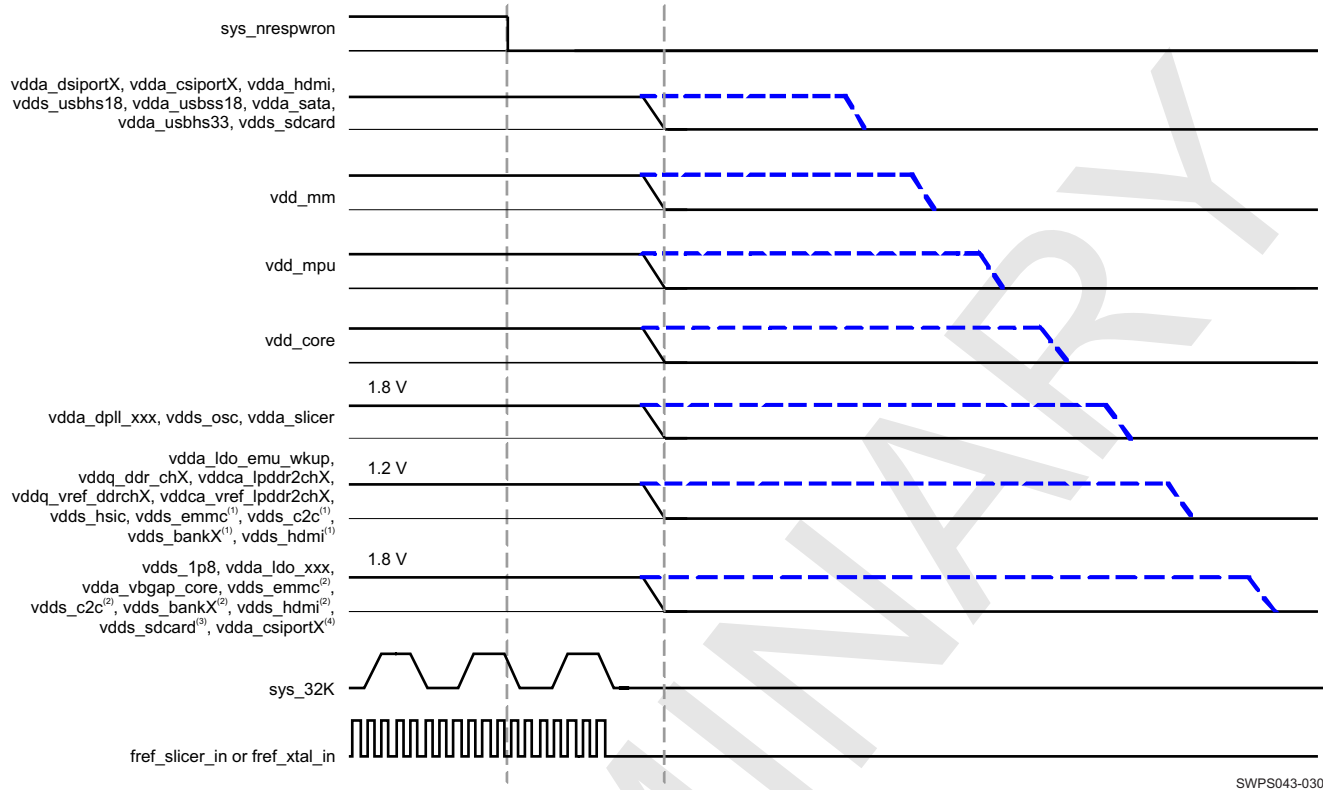 sys_nrespwron
vdda_dsiportX, vdda_csiportX, vdda_hdmi,
vdds_usbhs18, vdda_usbss18, vdda_sata,
vdda_usbhs33, vdds_sdcard
vdd_mm
vdd_mpu
vdd_core
1.8 V
vdda_dpll_xxx, vdds_osc, vdda_slicer
vdda_ldo_emu_wkup,
1.2 V
vddq_ddr_chX, vddca_lpddr2chX,
vddq_vref_ddrchX, vddca_vref_lpddr2chX,
vdds_hsic, vdds_emmc(1), vdds_c2c(1),
vdds_bankX(1), vdds_hdmi(1)
1.8 V
vdds_1p8, vdda_ldo_xxx,
vdda_vbgap_core, vdds_emmc(2),
vdds_c2c(2), vdds_bankX(2), vdds_hdmi(2),
vdds_sdcard(3), vdda_csiportX(4)
sys_32K
fref_slicer_in or fref_xtal_in
SWPS043-030
MINARY